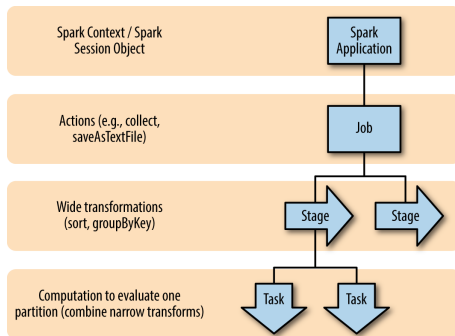 Spark Context / Spark
Session Object
Spark
Application
Actions (e.g., collect,
saveAsTextFile)
Job
Wide transformations
(sort, groupByKey)
Stage
Stage
Computation to evaluate one
partition (combine narrow transforms)
Task
Task